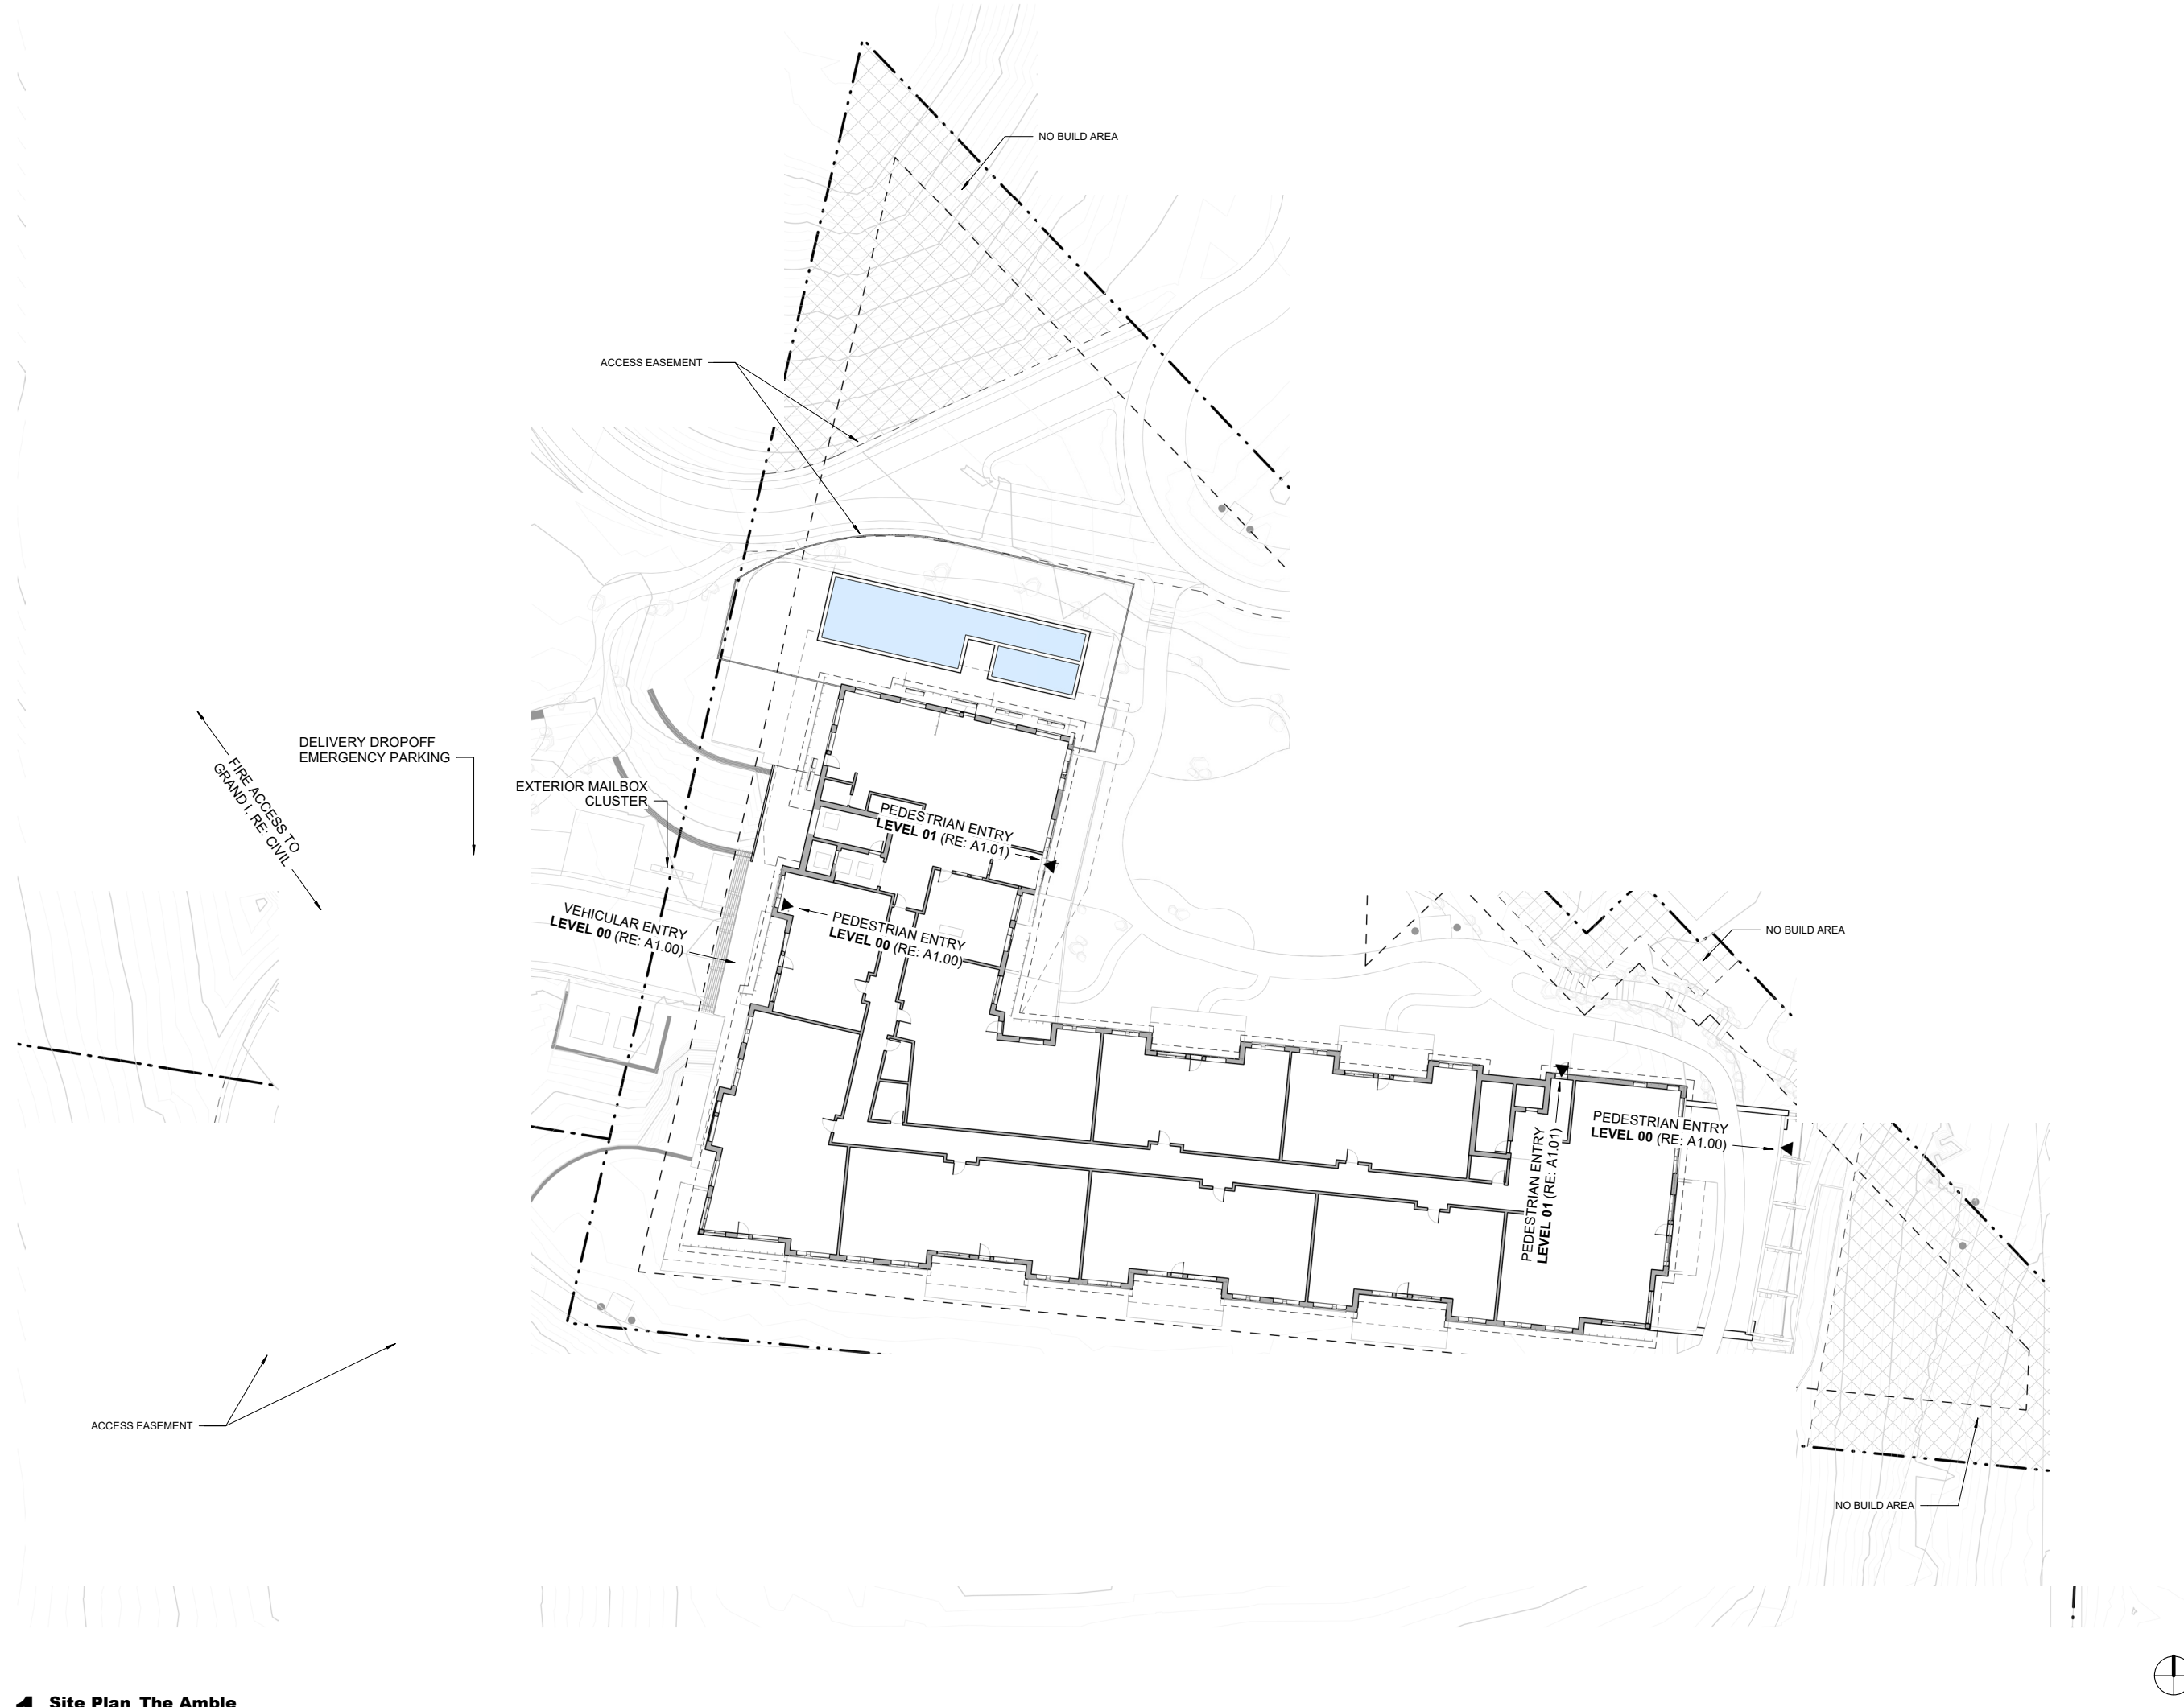 NO BUILD AREA
ACCESS EASEMENT
DELIVERY DROPOFF
EMERGENCY PARKING
FIRE ACCESS TO
GRAND I, RE: CIVIL
EXTERIOR MAILBOX
CLUSTER
PEDESTRIAN ENTRY
LEVEL 01 (RE: A1.01)
VEHICULAR ENTRY
LEVEL 00 (RE: A1.00)
PEDESTRIAN ENTRY
LEVEL 00 (RE: A1.00)
NO BUILD AREA
PEDESTRIAN ENTRY
LEVEL 01 (RE: A1.01)
PEDESTRIAN ENTRY
LEVEL 00 (RE: A1.00)
ACCESS EASEMENT
NO BUILD AREA
1 Site Plan_The Amble